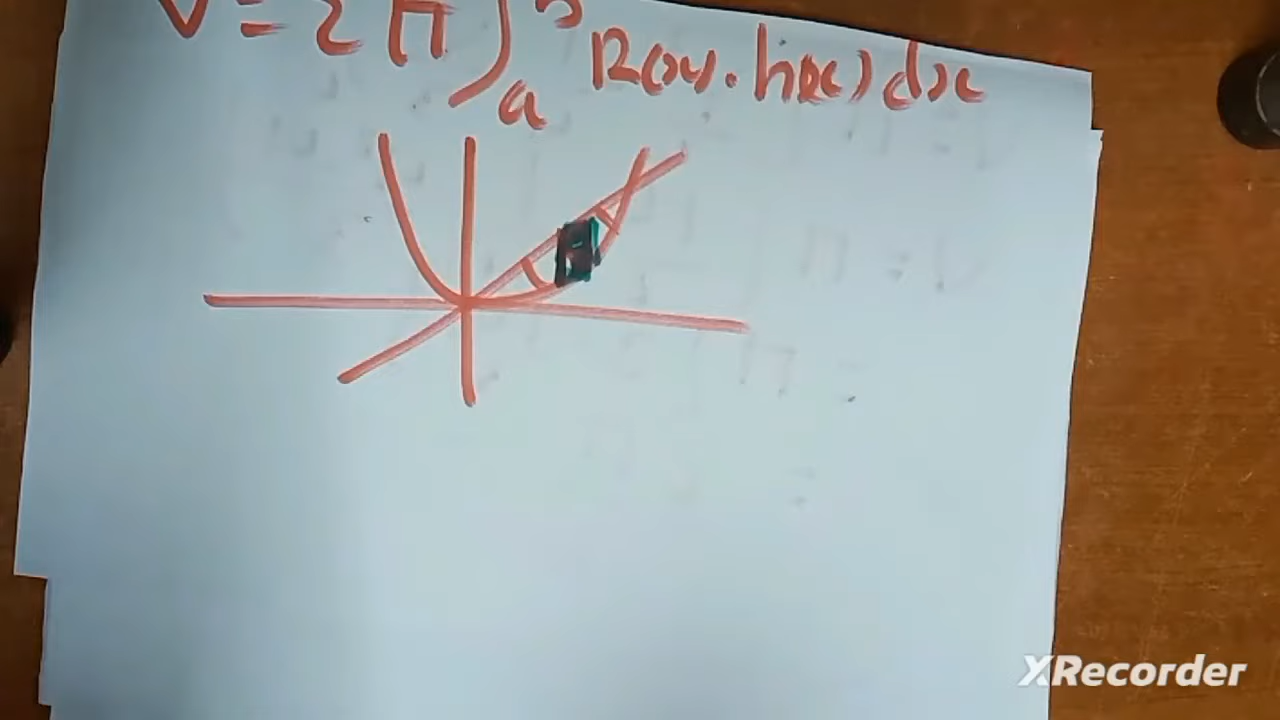 V = 2π∫ₐᵇ R(x). h(x) dx
XRecorder